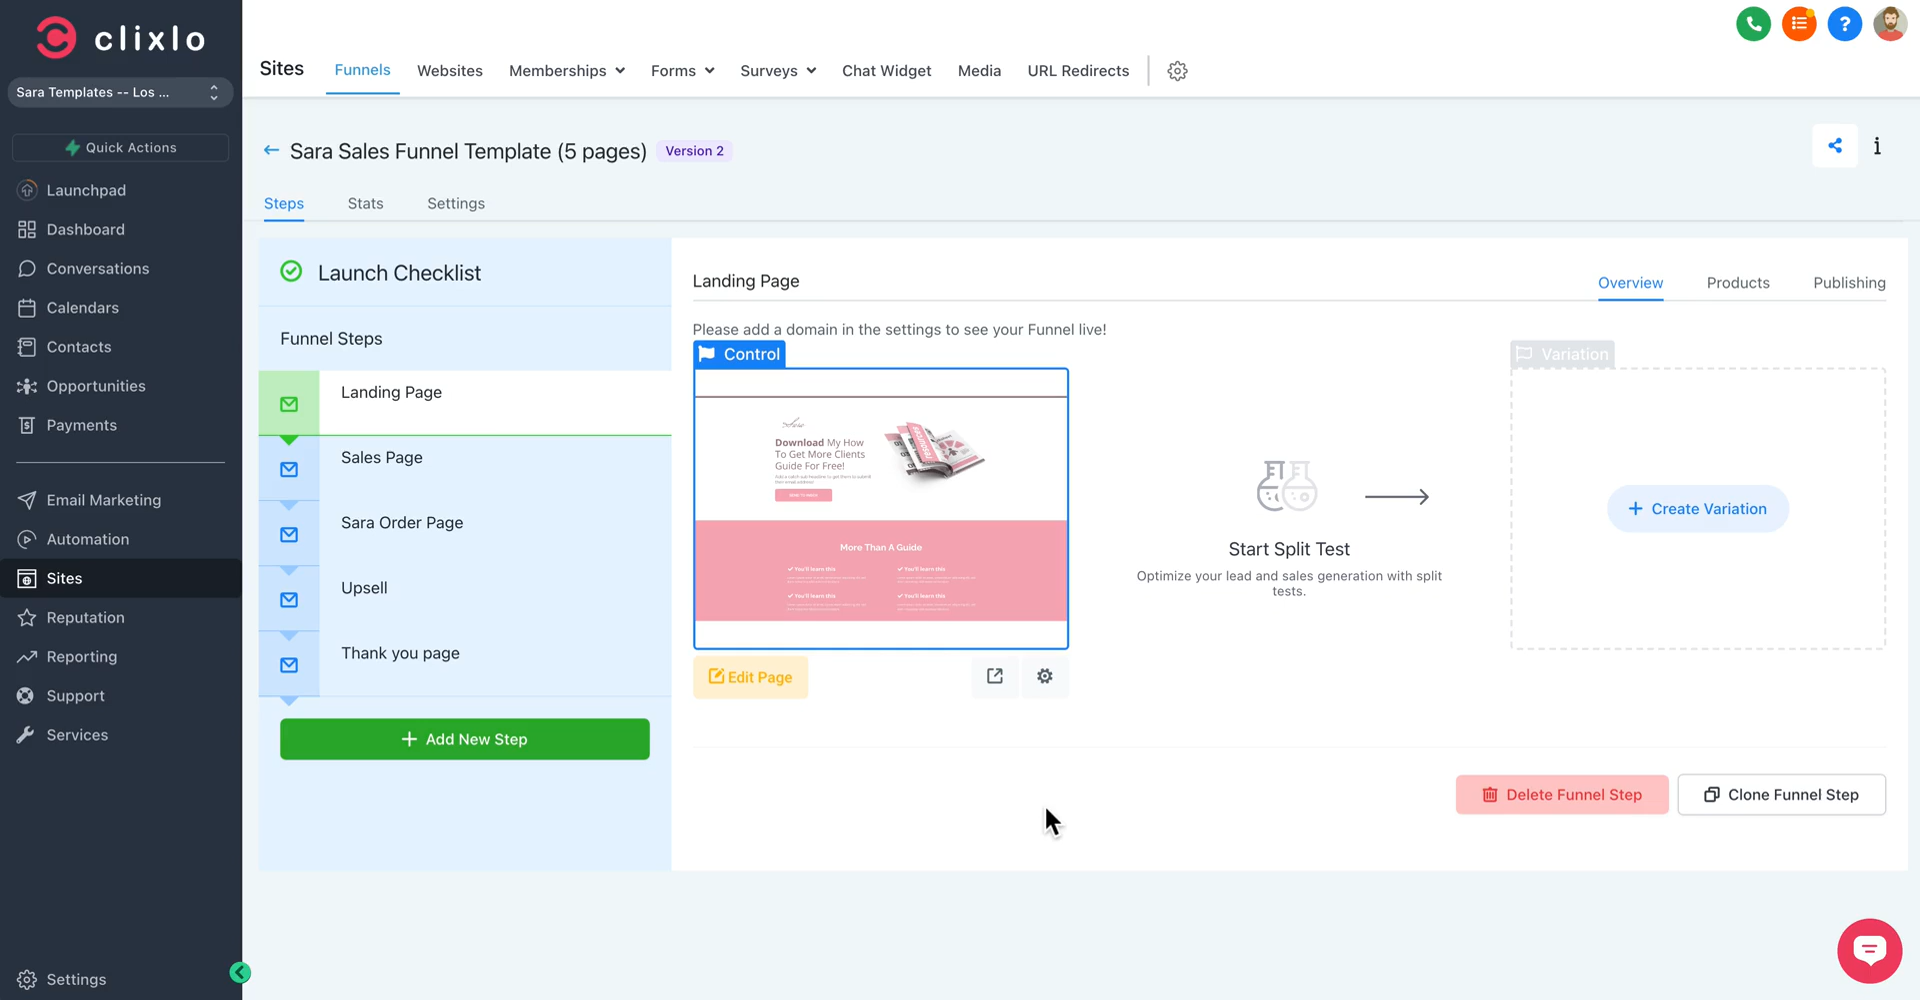 clixlo
Sara Templates -- Los ...
Quick Actions
Launchpad
Dashboard
Conversations
Calendars
Contacts
Opportunities
Payments
Email Marketing
Automation
Sites
Reputation
Reporting
Support
Services
Settings
Sites
Funnels
Websites
Memberships
Forms
Surveys
Chat Widget
Media
URL Redirects
?
Sara Sales Funnel Template (5 pages)
Version 2
i
Steps
Stats
Settings
Launch Checklist
Funnel Steps
Landing Page
Sales Page
Sara Order Page
Upsell
Thank you page
+ Add New Step
Landing Page
Overview
Products
Publishing
Please add a domain in the settings to see your Funnel live!
Control
Sara
Download My How
To Get More Clients
Guide For Free!
resources
More Than A Guide
You'll learn this
You'll learn this
You'll learn this
You'll learn this
Edit Page
Start Split Test
Optimize your lead and sales generation with split
tests.
Variation
+ Create Variation
Delete Funnel Step
Clone Funnel Step